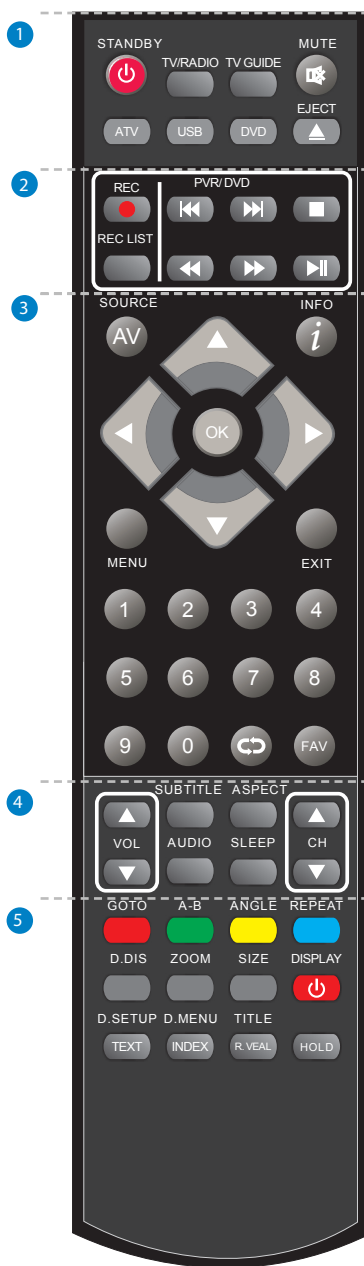 1
STANDBY MUTE
TV/RADIO TV GUIDE
EJECT
ATV USB DVD
2
REC PVR/DVD
REC LIST
3
SOURCE INFO
AV i
OK
MENU EXIT
1 2 3 4
5 6 7 8
9 0 FAV
4
SUBTITLE ASPECT
VOL AUDIO SLEEP CH
5
GOTO A-B ANGLE REPEAT
D.DIS ZOOM SIZE DISPLAY
D.SETUP D.MENU TITLE
TEXT INDEX R.VEAL HOLD